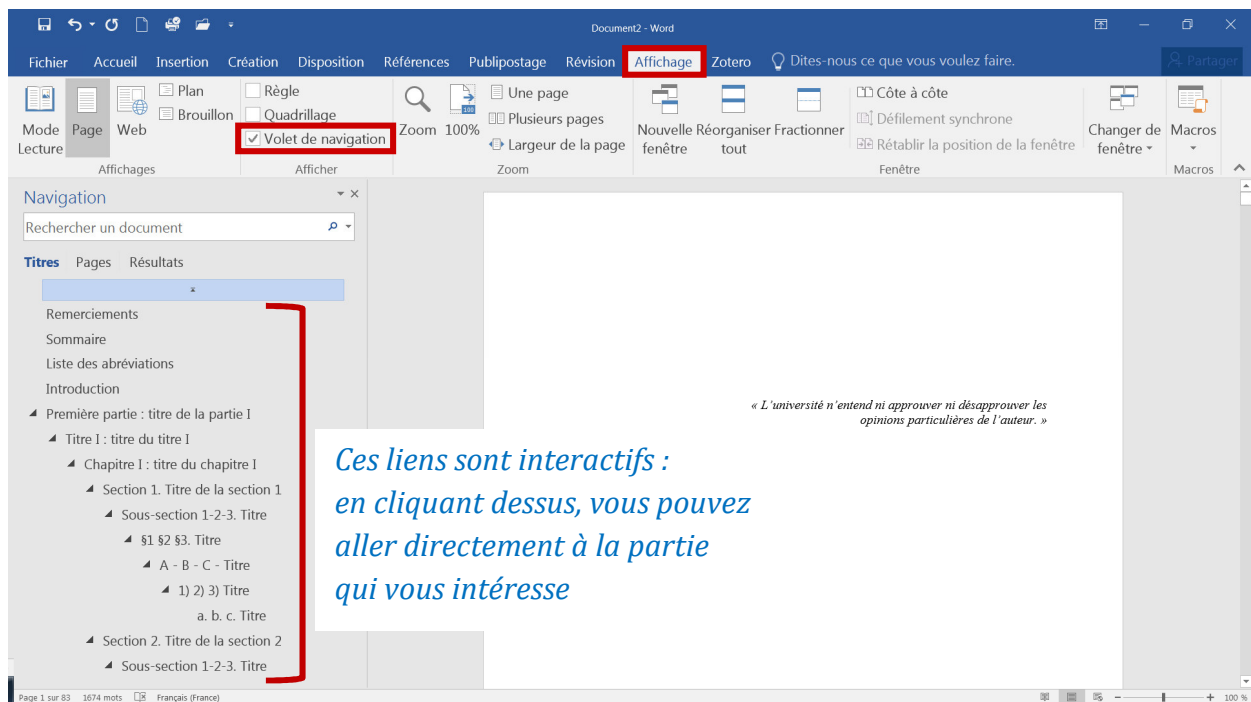 Document2 - Word
Fichier Accueil Insertion Création Disposition Références Publipostage Révision Affichage Zotero Dites-nous ce que vous voulez faire. Partager
Mode Lecture
Page
Web
Plan
Brouillon
Affichages
Règle
Quadrillage
Volet de navigation
Afficher
Zoom
100%
100
Une page
Plusieurs pages
Largeur de la page
Zoom
Nouvelle fenêtre
Réorganiser tout
Fractionner
Côte à côte
Défilement synchrone
Rétablir la position de la fenêtre
Changer de fenêtre
Fenêtre
Macros
Macros
Navigation
Rechercher un document
Titres Pages Résultats
Remerciements
Sommaire
Liste des abréviations
Introduction
Première partie : titre de la partie I
Titre I : titre du titre I
Chapitre I : titre du chapitre I
Section 1. Titre de la section 1
Sous-section 1-2-3. Titre
§1 §2 §3. Titre
A - B - C - Titre
1) 2) 3) Titre
a. b. c. Titre
Section 2. Titre de la section 2
Sous-section 1-2-3. Titre
« L'université n'entend ni approuver ni désapprouver les
opinions particulières de l'auteur. »
Ces liens sont interactifs :
en cliquant dessus, vous pouvez
aller directement à la partie
qui vous intéresse
Page 1 sur 83 1674 mots Français (France) 100 %